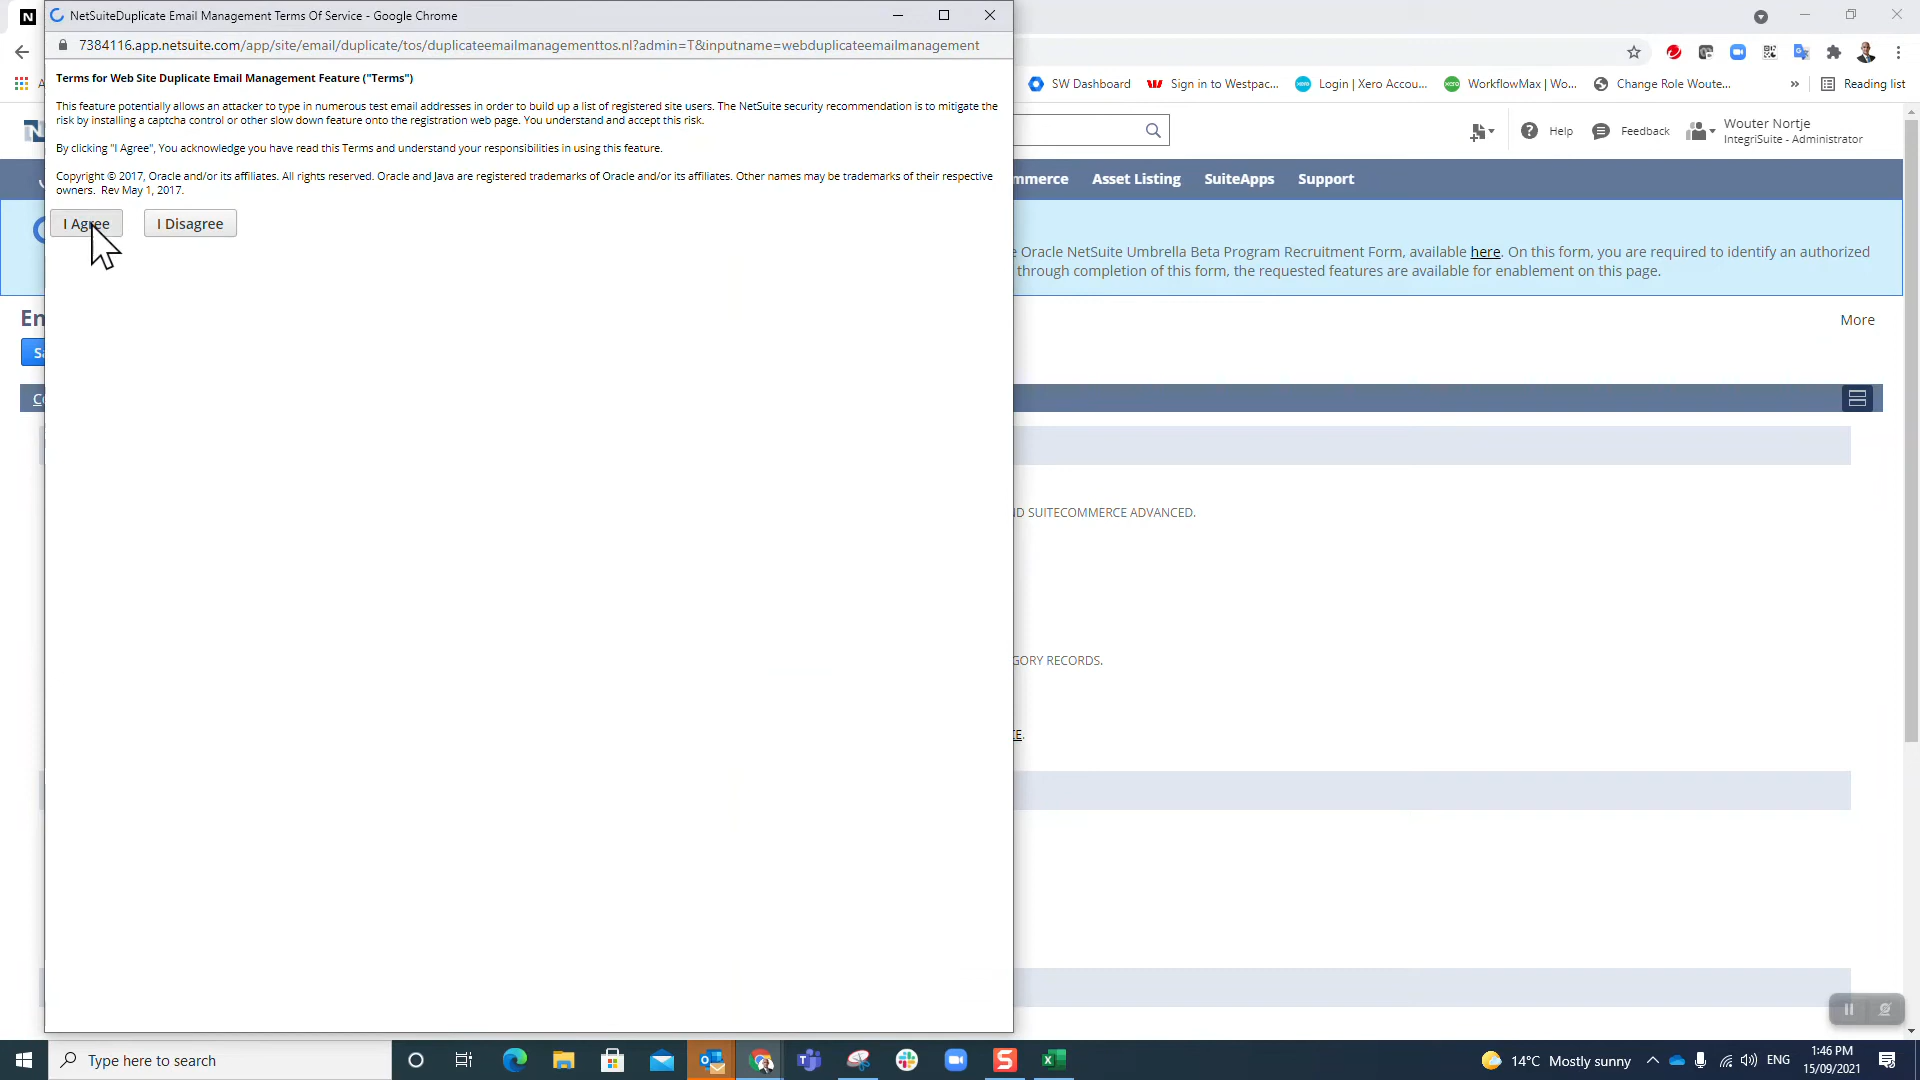 NetSuiteDuplicate Email Management Terms Of Service - Google Chrome
7384116.app.netsuite.com/app/site/email/duplicate/tos/duplicateemailmanagementtos.nl?admin=T&inputname=webduplicateemailmanagement
SW Dashboard
Sign in to Westpac...
Login | Xero Accou...
WorkflowMax | Wo...
Change Role Woute...
»
Reading list
Terms for Web Site Duplicate Email Management Feature ("Terms")
This feature potentially allows an attacker to type in numerous test email addresses in order to build up a list of registered site users. The NetSuite security recommendation is to mitigate the
risk by installing a captcha control or other slow down feature onto the registration web page. You understand and accept this risk.
By clicking "I Agree", You acknowledge you have read this Terms and understand your responsibilities in using this feature.
Copyright © 2017, Oracle and/or its affiliates. All rights reserved. Oracle and Java are registered trademarks of Oracle and/or its affiliates. Other names may be trademarks of their respective
owners. Rev May 1, 2017.
I Agree
I Disagree
Help
Feedback
Wouter Nortje
IntegriSuite - Administrator
mmerce
Asset Listing
SuiteApps
Support
e Oracle NetSuite Umbrella Beta Program Recruitment Form, available here. On this form, you are required to identify an authorized
through completion of this form, the requested features are available for enablement on this page.
En
More
Sa
Co
ND SUITECOMMERCE ADVANCED.
GORY RECORDS.
CE.
Type here to search
14°C Mostly sunny
ENG
1:46 PM
15/09/2021